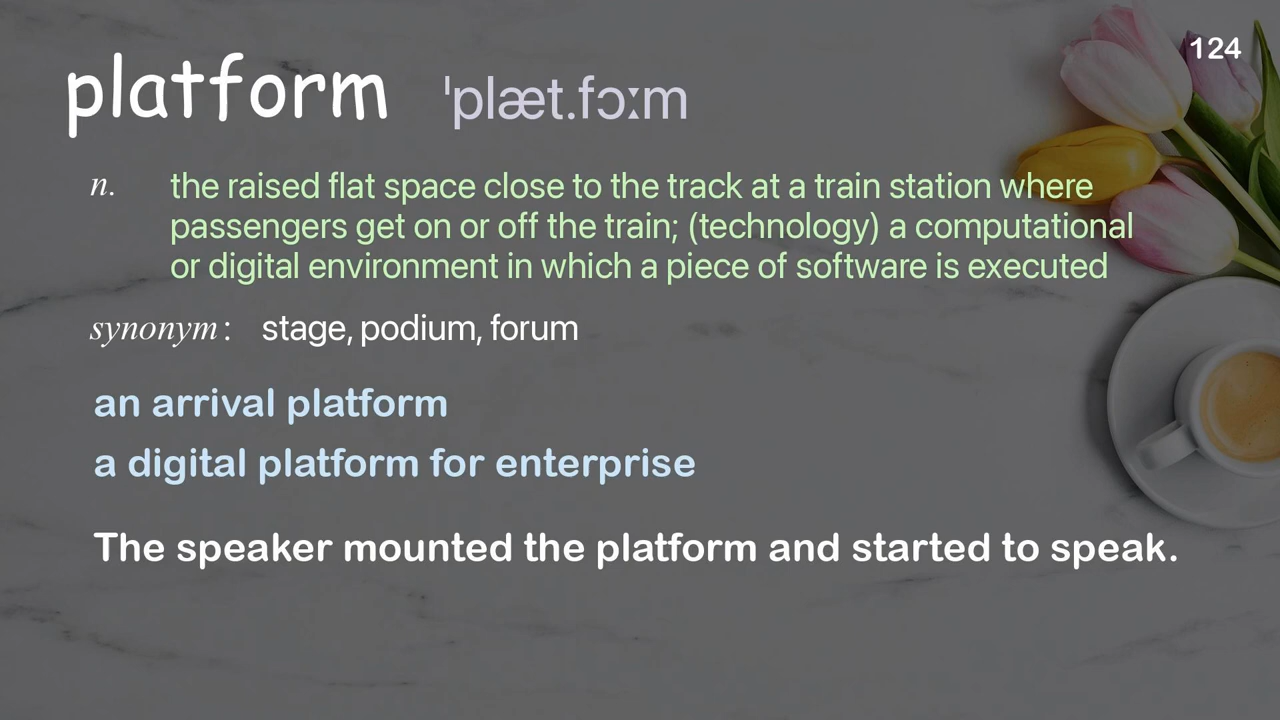 124
platform ˈplæt.fɔːm
n. the raised flat space close to the track at a train station where
passengers get on or off the train; (technology) a computational
or digital environment in which a piece of software is executed
synonym: stage, podium, forum
an arrival platform
a digital platform for enterprise
The speaker mounted the platform and started to speak.